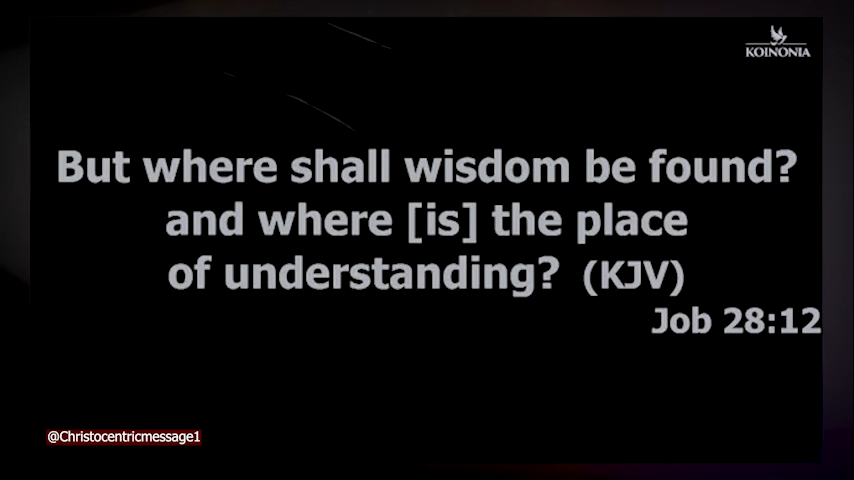 KOINONIA
But where shall wisdom be found?
and where [is] the place
of understanding? (KJV)
Job 28:12
@Christocentricmessage1